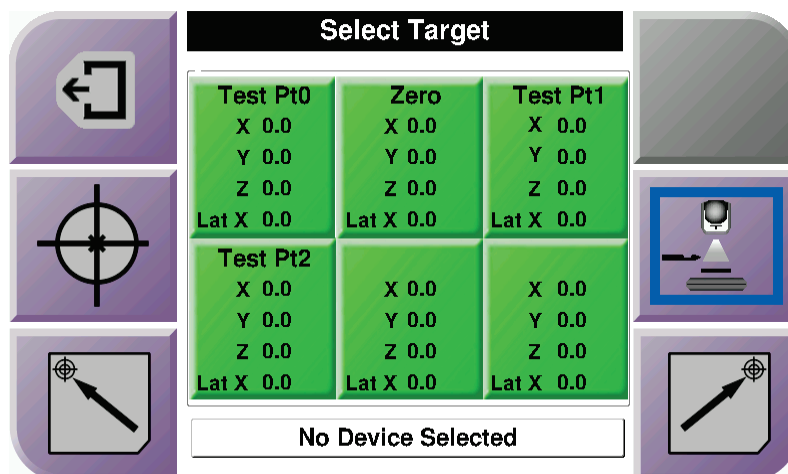 Select Target
Test Pt0 Zero Test Pt1
X 0.0 X 0.0 X 0.0
Y 0.0 Y 0.0 Y 0.0
Z 0.0 Z 0.0 Z 0.0
Lat X 0.0 Lat X 0.0 Lat X 0.0
Test Pt2
X 0.0 X 0.0 X 0.0
Y 0.0 Y 0.0 Y 0.0
Z 0.0 Z 0.0 Z 0.0
Lat X 0.0 Lat X 0.0 Lat X 0.0
No Device Selected